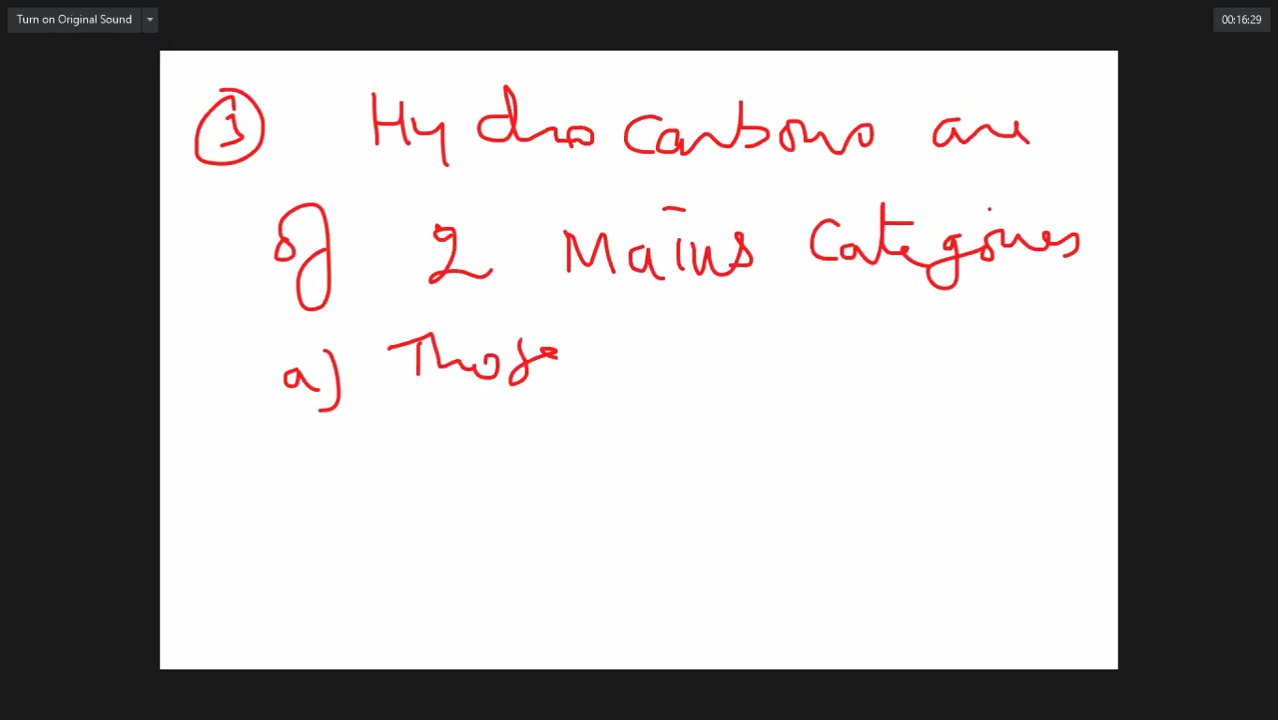 Turn on Original Sound
00:16:29
① Hydrocarbons are
of 2 Mains Categories
a) Those